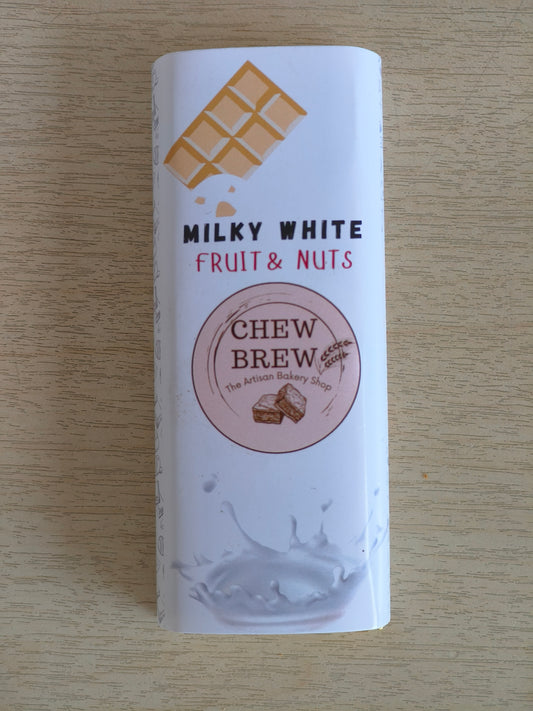 MILKY WHITE
FRUIT & NUTS
CHEW
BREW
The Artisan Bakery Shop